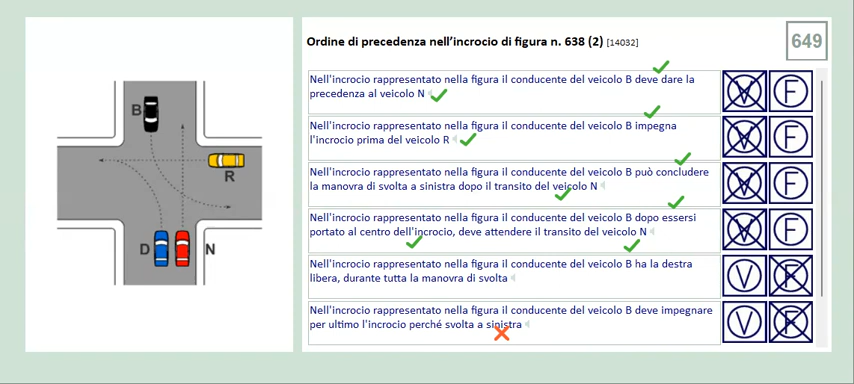 Ordine di precedenza nell'incrocio di figura n. 638 (2) [14032]
649
Nell'incrocio rappresentato nella figura il conducente del veicolo B deve dare la
precedenza al veicolo N
V F
Nell'incrocio rappresentato nella figura il conducente del veicolo B impegna
l'incrocio prima del veicolo R
V F
Nell'incrocio rappresentato nella figura il conducente del veicolo B può concludere
la manovra di svolta a sinistra dopo il transito del veicolo N
V F
Nell'incrocio rappresentato nella figura il conducente del veicolo B dopo essersi
portato al centro dell'incrocio, deve attendere il transito del veicolo N
V F
Nell'incrocio rappresentato nella figura il conducente del veicolo B ha la destra
libera, durante tutta la manovra di svolta
V F
Nell'incrocio rappresentato nella figura il conducente del veicolo B deve impegnare
per ultimo l'incrocio perché svolta a sinistra
V F
B
R
D N